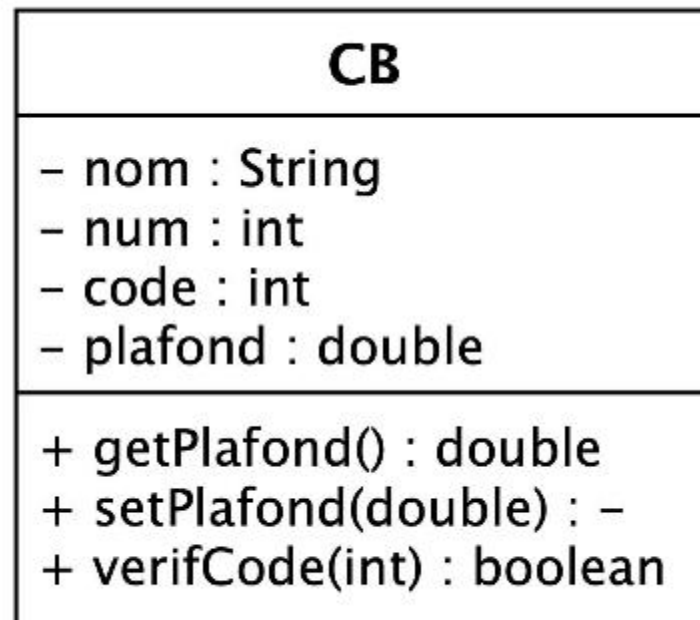 CB
– nom : String
– num : int
– code : int
– plafond : double
+ getPlafond() : double
+ setPlafond(double) : –
+ verifCode(int) : boolean